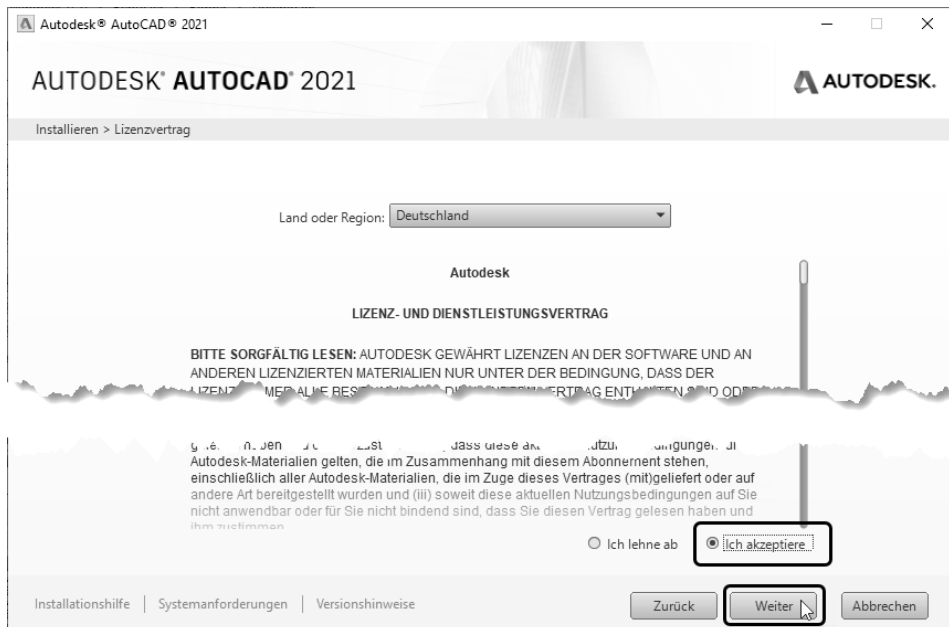 Autodesk® AutoCAD® 2021
AUTODESK® AUTOCAD® 2021
AUTODESK.
Installieren > Lizenzvertrag
Land oder Region: Deutschland
Autodesk
LIZENZ- UND DIENSTLEISTUNGSVERTRAG
BITTE SORGFÄLTIG LESEN: AUTODESK GEWÄHRT LIZENZEN AN DER SOFTWARE UND AN
ANDEREN LIZENZIERTEN MATERIALIEN NUR UNTER DER BEDINGUNG, DASS DER
dass diese
Autodesk-Materialien gelten, die im Zusammenhang mit diesem Abonnement stehen,
einschließlich aller Autodesk-Materialien, die im Zuge dieses Vertrages (mit)geliefert oder auf
andere Art bereitgestellt wurden und (iii) soweit diese aktuellen Nutzungsbedingungen auf Sie
nicht anwendbar oder für Sie nicht bindend sind, dass Sie diesen Vertrag gelesen haben und
ihm zustimmen
Ich lehne ab Ich akzeptiere
Installationshilfe | Systemanforderungen | Versionshinweise Zurück Weiter Abbrechen